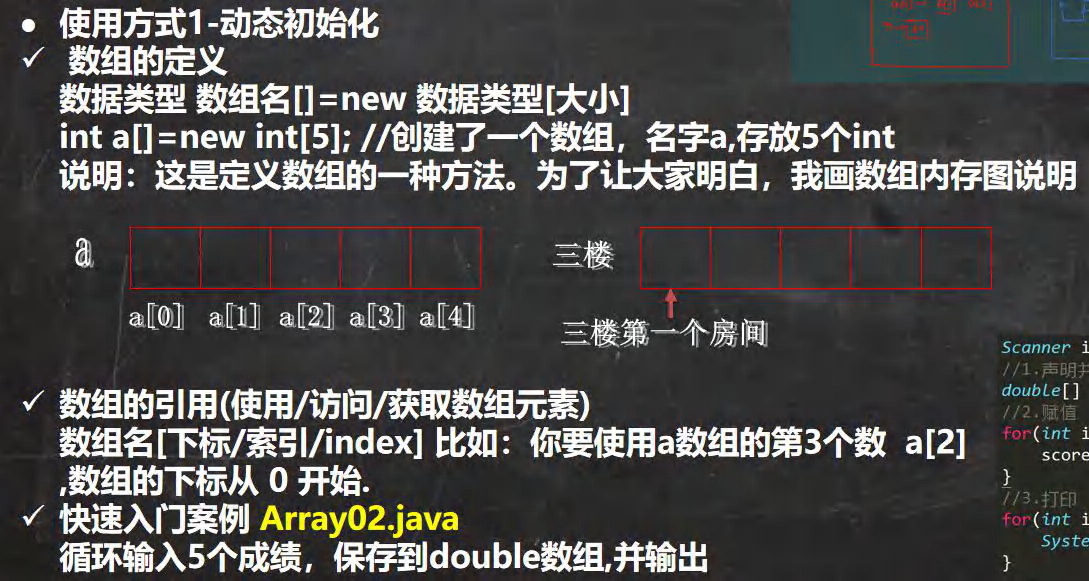 使用方式1-动态初始化
数组的定义
数据类型 数组名[]=new 数据类型[大小]
int a[]=new int[5]; //创建了一个数组，名字a,存放5个int
说明：这是定义数组的一种方法。为了让大家明白，我画数组内存图说明
a
三楼
a[0] a[1] a[2] a[3] a[4]
三楼第一个房间
数组的引用(使用/访问/获取数组元素)
数组名[下标/索引/index] 比如：你要使用a数组的第3个数 a[2]
,数组的下标从 0 开始.
快速入门案例 Array02.java
循环输入5个成绩，保存到double数组,并输出
Scanner i
//1.声明并
double[]
//2.赋值
for(int i
score
}
//3.打印
for(int i
Syste
}